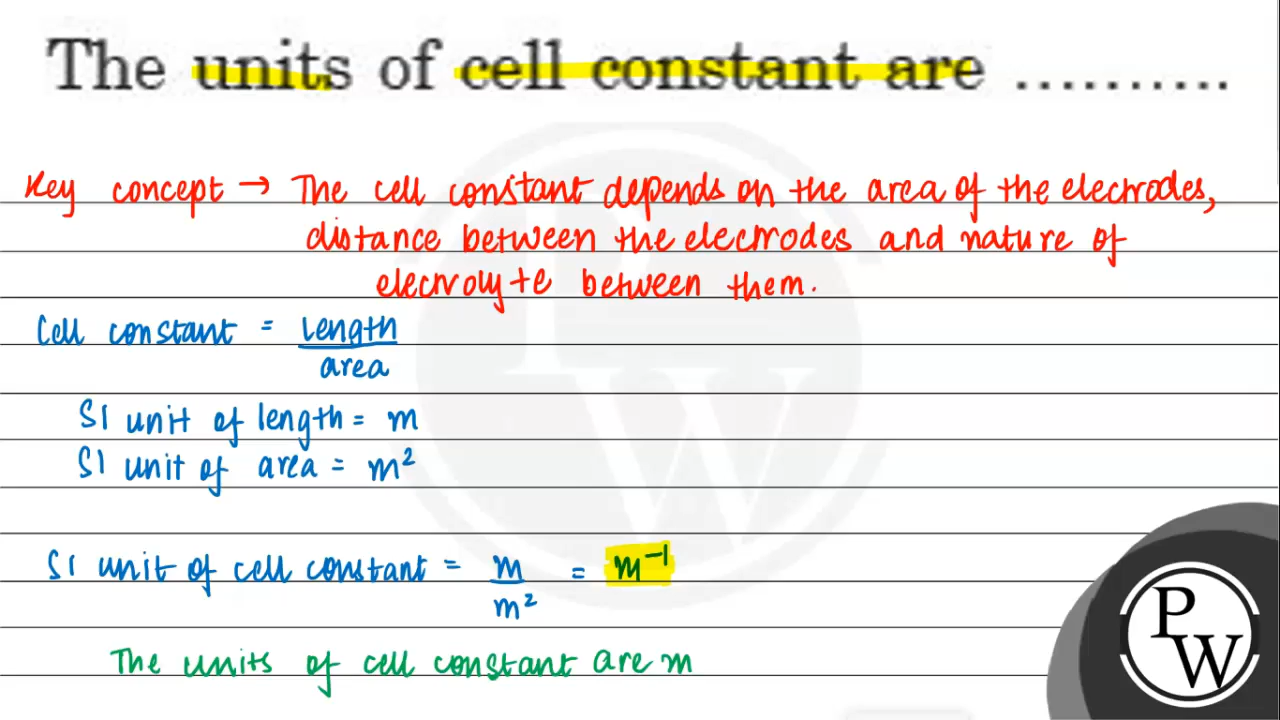 The units of cell constant are ..........
Key concept → The cell constant depends on the area of the electrodes,
distance between the electrodes and nature of
electrolyte between them.
Cell constant = length
area
SI unit of length = m
SI unit of area = m²
SI unit of cell constant = m = m⁻¹
m²
The units of cell constant are m
P
W
P
W